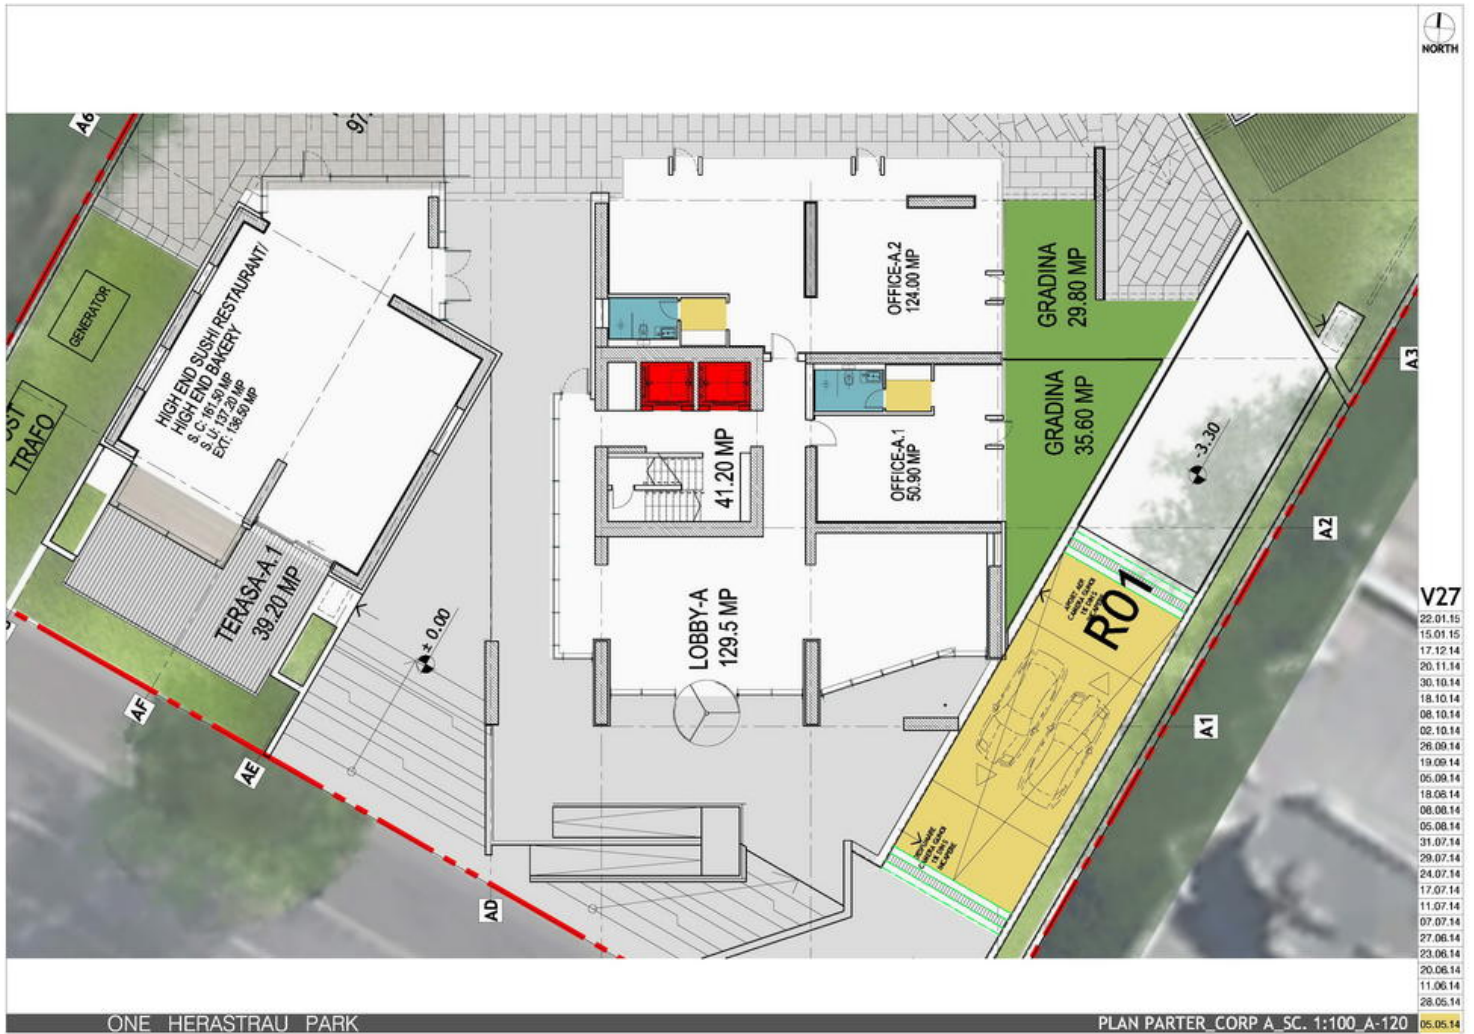 NORTH
A6
97.
GENERATOR
TRAFO
HIGH END SUSHI RESTAURANT/
HIGH END BAKERY
S. C: 161.50 MP
S. U: 137.20 MP
EXT: 136.50 MP
TERASA-A.1
39.20 MP
± 0.00
OFFICE-A.2
124.00 MP
GRADINA
29.80 MP
GRADINA
35.60 MP
OFFICE-A.1
50.90 MP
41.20 MP
LOBBY-A
129.5 MP
-3.30
R01
A3
A2
A1
AF
AE
AD
V27
22.01.15
15.01.15
17.12.14
20.11.14
30.10.14
18.10.14
08.10.14
02.10.14
26.09.14
19.09.14
05.09.14
18.08.14
08.08.14
05.08.14
31.07.14
29.07.14
24.07.14
17.07.14
11.07.14
07.07.14
27.06.14
23.06.14
20.06.14
11.06.14
28.05.14
05.05.14
ONE HERASTRAU PARK
PLAN PARTER_CORP A_SC. 1:100_A-120